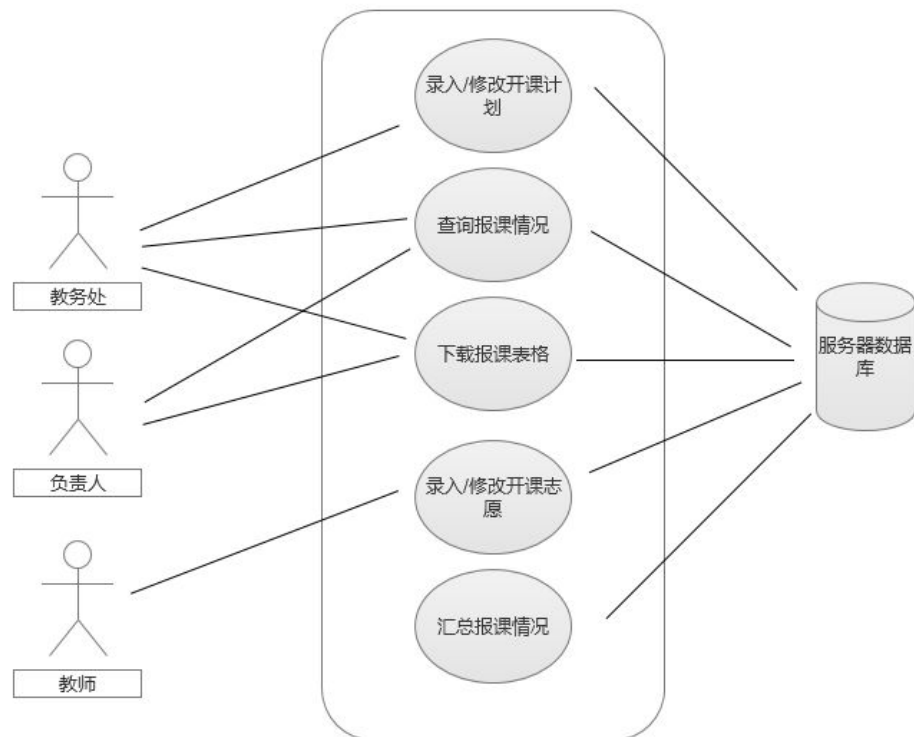 录入/修改开课计
划
查询报课情况
教务处
下载报课表格
服务器数据
库
负责人
录入/修改开课志
愿
汇总报课情况
教师